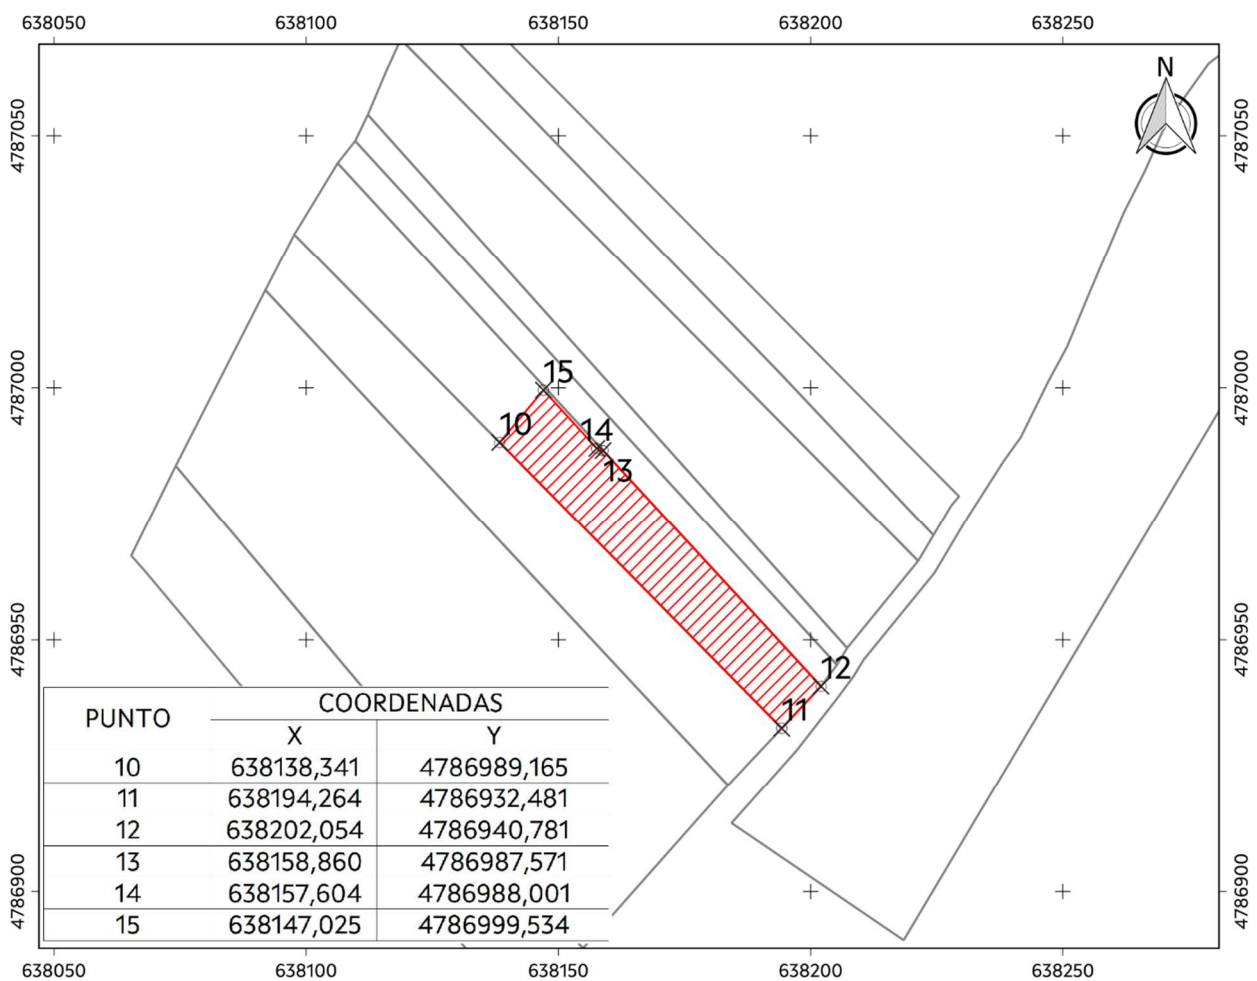 638050 638100 638150 638200 638250
N
4787050 4787050
15
4787000 4787000
10
14
13
4786950 4786950
12
11
PUNTO COORDENADAS
X Y
10 638138,341 4786989,165
11 638194,264 4786932,481
12 638202,054 4786940,781
13 638158,860 4786987,571
14 638157,604 4786988,001
15 638147,025 4786999,534
4786900 4786900
638050 638100 638150 638200 638250